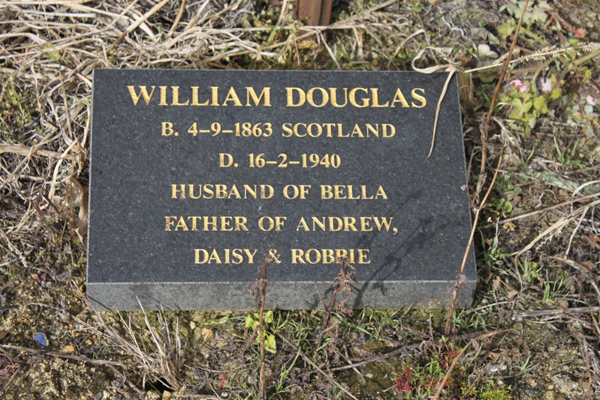 WILLIAM DOUGLAS
B. 4-9-1863 SCOTLAND
D. 16-2-1940
HUSBAND OF BELLA
FATHER OF ANDREW,
DAISY & ROBBIE